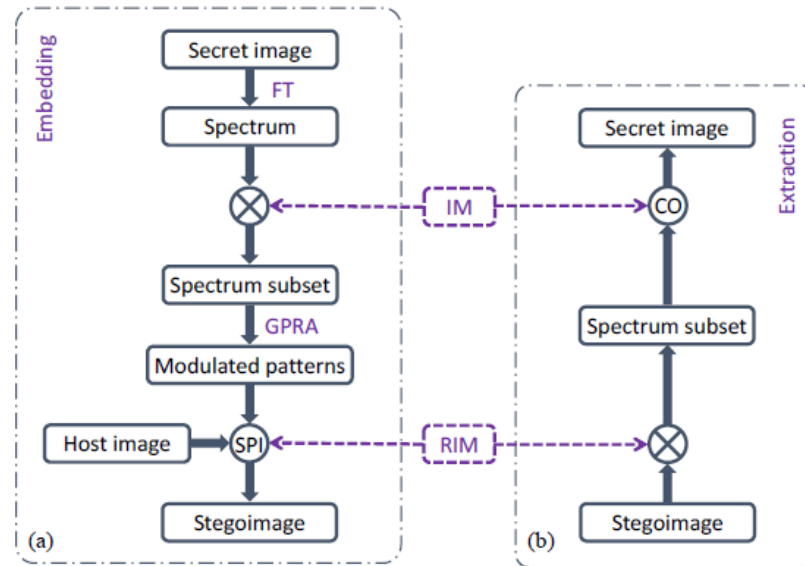 Embedding
Secret image
FT
Spectrum
Spectrum subset
GPRA
Modulated patterns
Host image
SPI
Stegoimage
(a)
IM
RIM
Extraction
Secret image
CO
Spectrum subset
Stegoimage
(b)